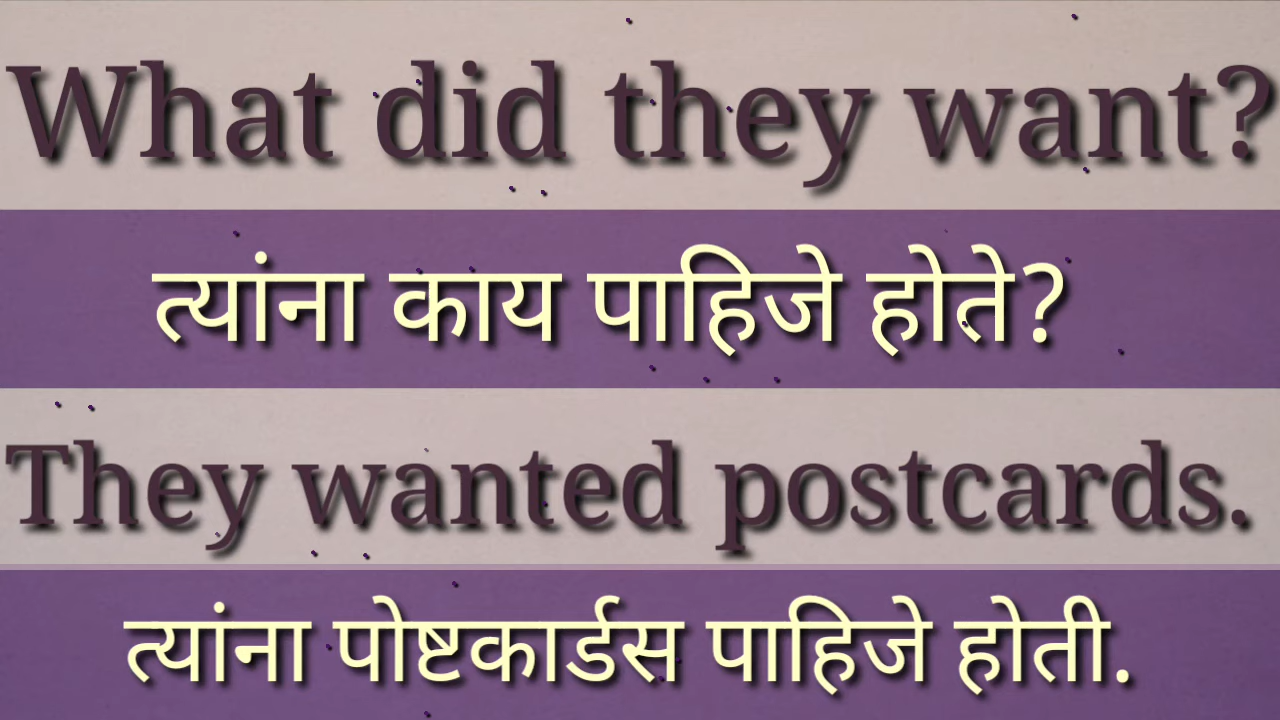 What did they want?
त्यांना काय पाहिजे होते?
They wanted postcards.
त्यांना पोष्टकार्डस पाहिजे होती.